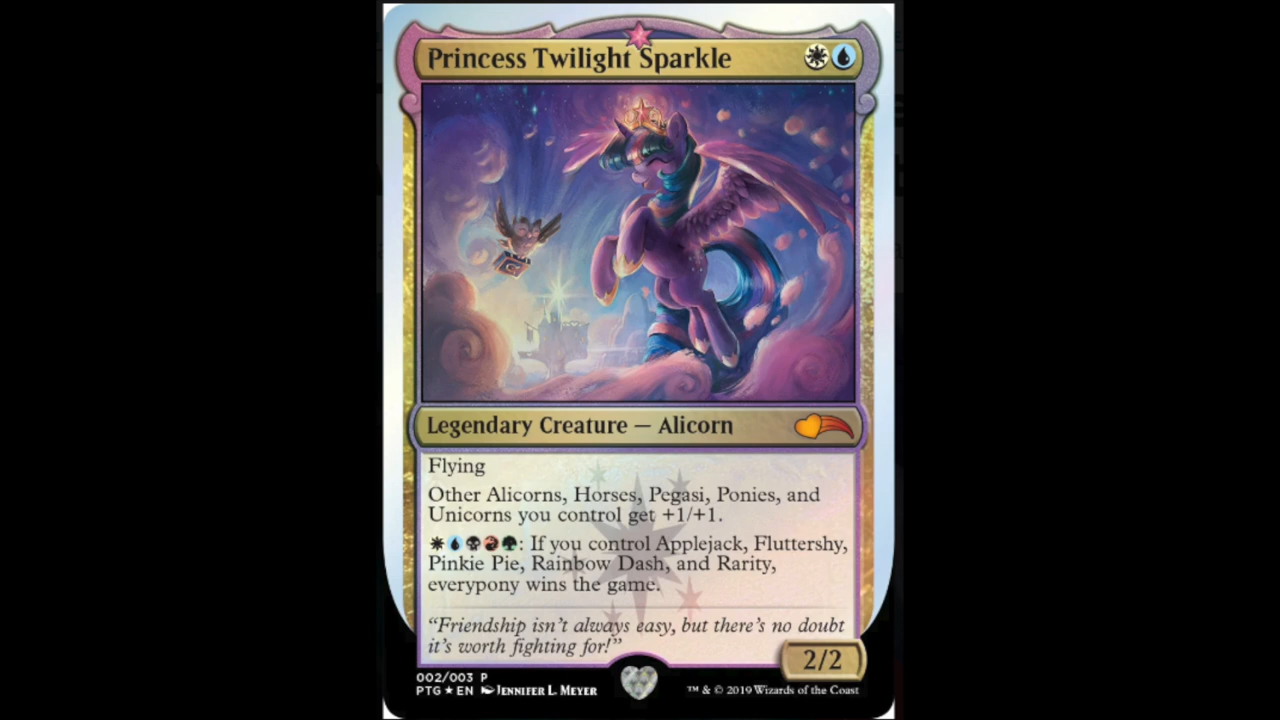 Princess Twilight Sparkle
Legendary Creature — Alicorn
Flying
Other Alicorns, Horses, Pegasi, Ponies, and
Unicorns you control get +1/+1.
: If you control Applejack, Fluttershy,
Pinkie Pie, Rainbow Dash, and Rarity,
everypony wins the game.
“Friendship isn’t always easy, but there’s no doubt
it’s worth fighting for!”
2/2
002/003 P
PTG★EN JENNIFER L. MEYER
™ & © 2019 Wizards of the Coast